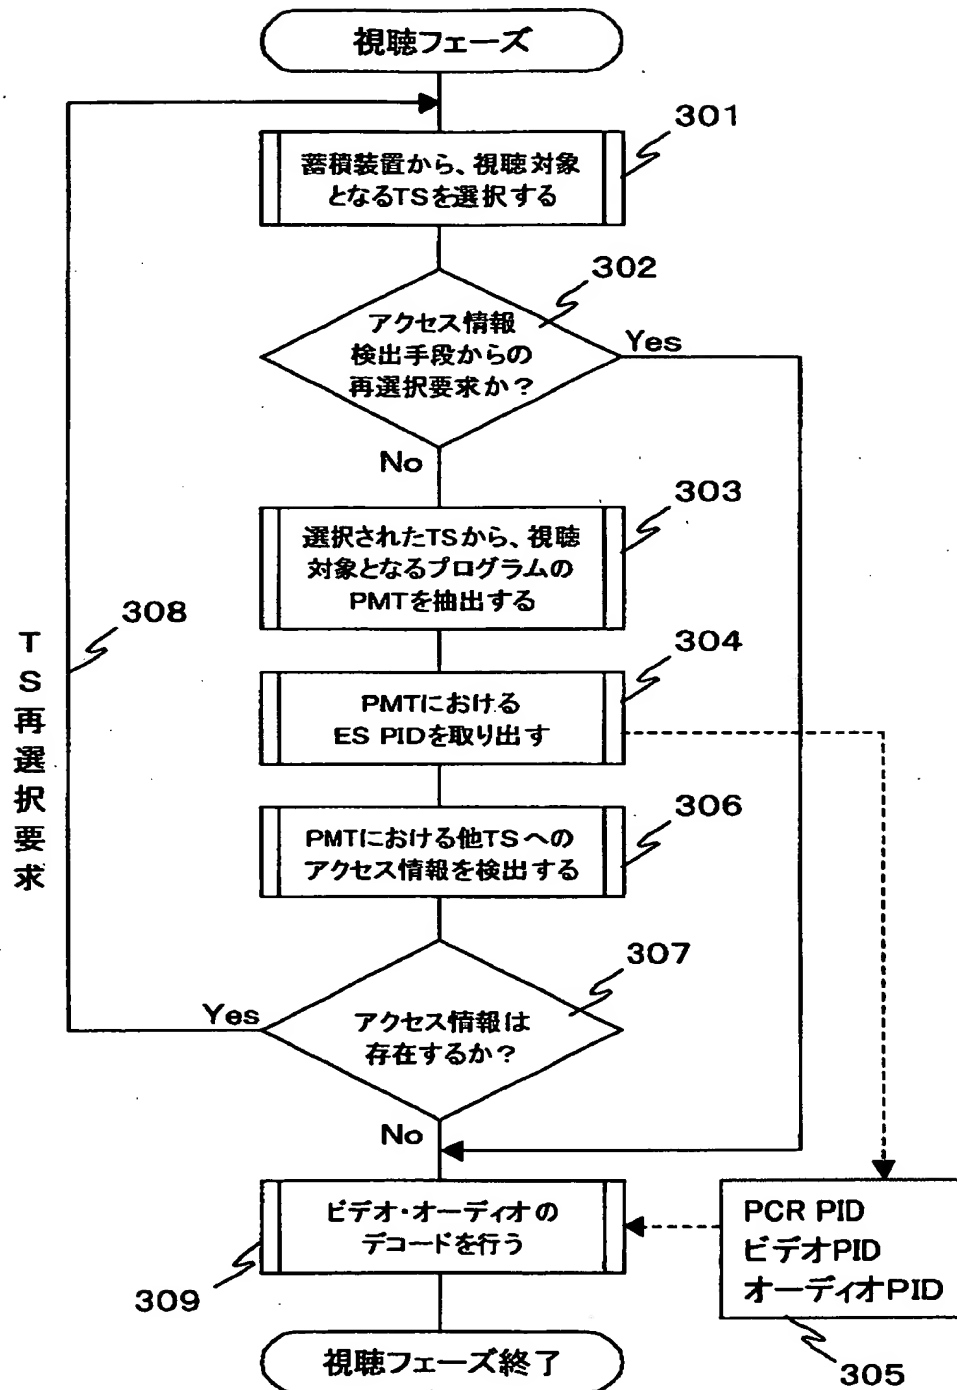 視聴フェーズ
301
蓄積装置から、視聴対象
となるTSを選択する
302
アクセス情報
検出手段からの
再選択要求か?
Yes
No
303
選択されたTSから、視聴
対象となるプログラムの
PMTを抽出する
308
TS再選択要求
304
PMTにおける
ES PIDを取り出す
306
PMTにおける他TSへの
アクセス情報を検出する
307
Yes
アクセス情報は
存在するか?
No
ビデオ・オーディオの
デコードを行う
309
PCR PID
ビデオPID
オーディオPID
305
視聴フェーズ終了